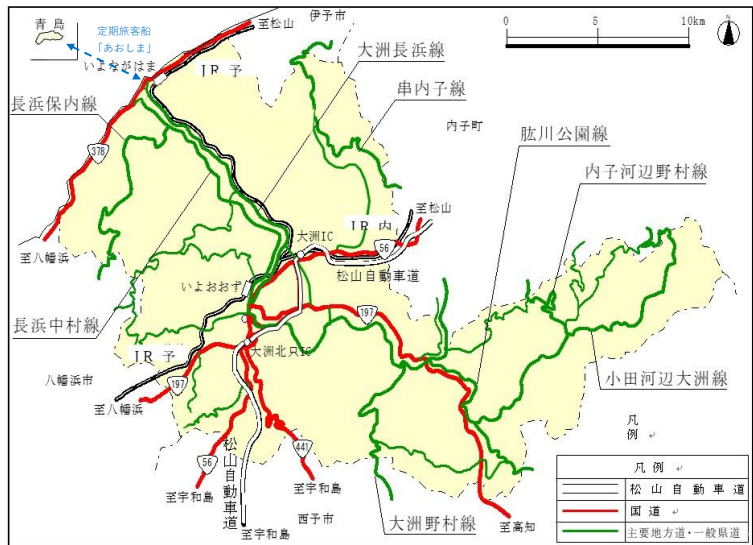 青島
定期旅客船
「あおしま」
いよながはま
至松山
伊予市
0
5
10km
N
JR 予
大洲長浜線
長浜保内線
串内子線
内子町
肱川公園線
378
内子河辺野村線
至松山
JR 内
大洲IC
56
至八幡浜
松山自動車道
いよおおず
長浜中村線
197
JR 予
大洲北只IC
小田河辺大洲線
八幡浜市
197
至八幡浜
凡
例
松山自動車道
441
56
凡 例
至宇和島
至宇和島
松山自動車道
国道
西予市
至高知
主要地方道・一般県道
至宇和島
大洲野村線